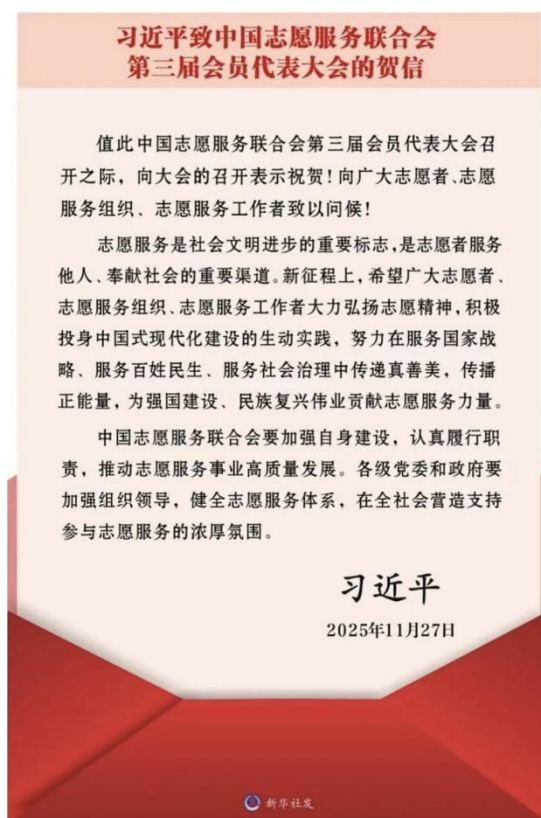 习近平致中国志愿服务联合会
第三届会员代表大会的贺信
值此中国志愿服务联合会第三届会员代表大会召
开之际，向大会的召开表示祝贺！向广大志愿者、志愿
服务组织、志愿服务工作者致以问候！
志愿服务是社会文明进步的重要标志，是志愿者服务
他人、奉献社会的重要渠道。新征程上，希望广大志愿者、
志愿服务组织、志愿服务工作者大力弘扬志愿精神，积极
投身中国式现代化建设的生动实践，努力在服务国家战
略、服务百姓民生、服务社会治理中传递真善美，传播
正能量，为强国建设、民族复兴伟业贡献志愿服务力量。
中国志愿服务联合会要加强自身建设，认真履行职
责，推动志愿服务事业高质量发展。各级党委和政府要
加强组织领导，健全志愿服务体系，在全社会营造支持
参与志愿服务的浓厚氛围。
习近平
2025年11月27日
新华社发